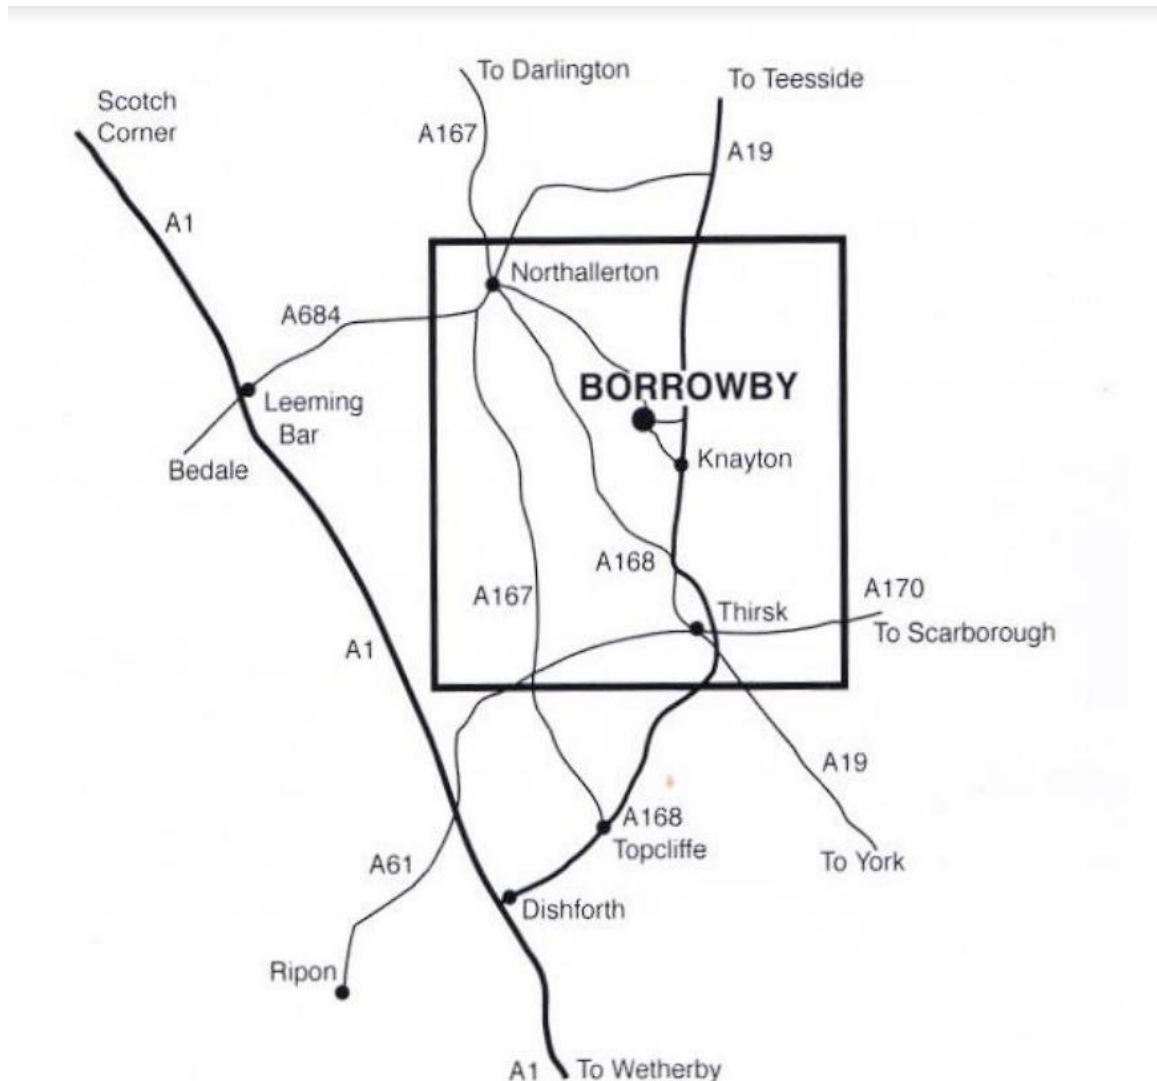 To Darlington
To Teesside
Scotch
Corner
A167
A19
A1
Northallerton
A684
BORROWBY
Leeming
Bar
Knayton
Bedale
A168
A170
A167
Thirsk
To Scarborough
A1
A19
A168
Topcliffe
To York
A61
Dishforth
Ripon
A1
To Wetherby